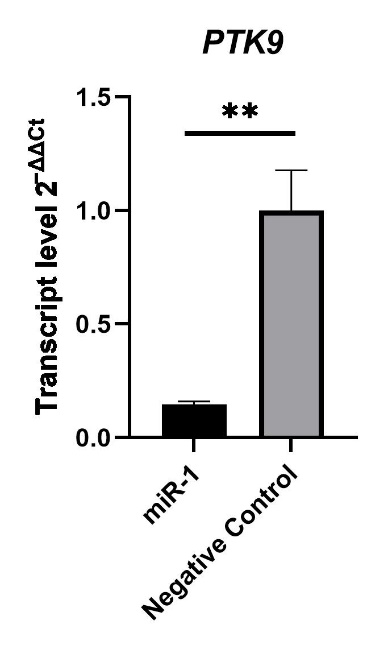 PTK9
**
Transcript level 2^−ΔΔCt
1.5
1.0
0.5
0.0
miR-1
Negative Control